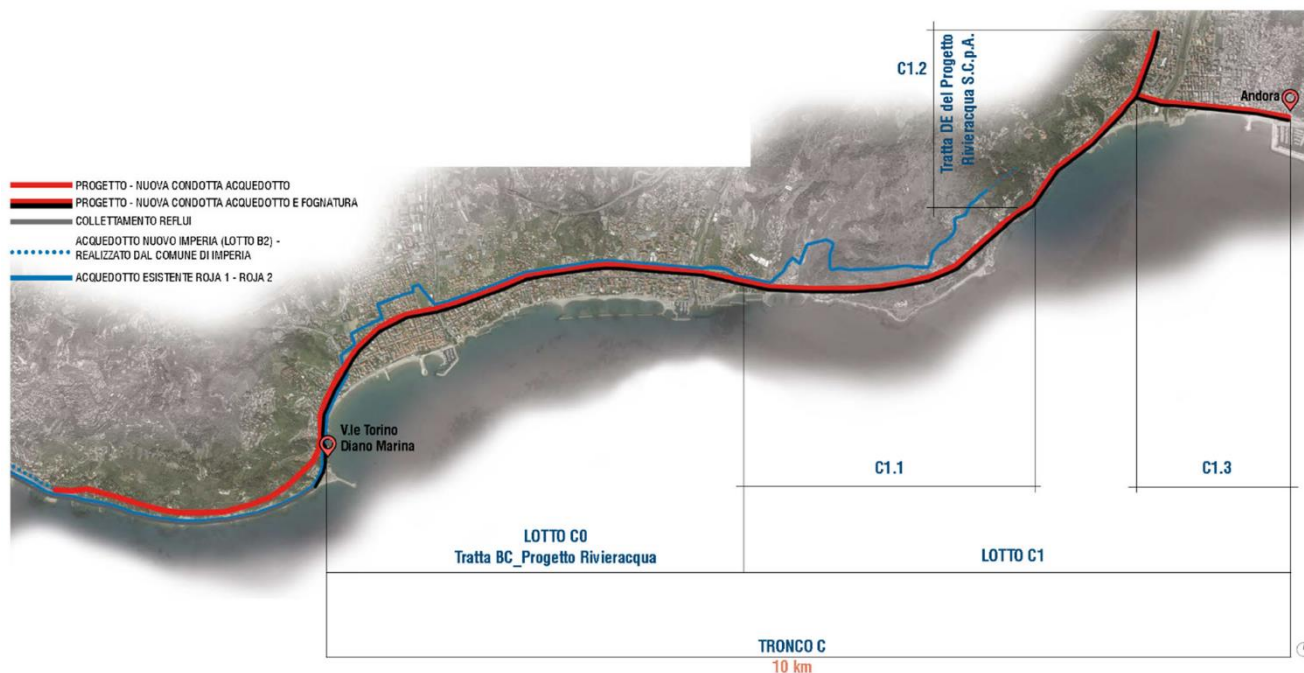 C1.2
Tratta DE del Progetto
Rivieracqua S.C.p.A.
Andora
PROGETTO - NUOVA CONDOTTA ACQUEDOTTO
PROGETTO - NUOVA CONDOTTA ACQUEDOTTO E FOGNATURA
COLLETTAMENTO REFLUI
ACQUEDOTTO NUOVO IMPERIA (LOTTO B2) -
REALIZZATO DAL COMUNE DI IMPERIA
ACQUEDOTTO ESISTENTE ROJA 1 - ROJA 2
V.le Torino
Diano Marina
C1.1
C1.3
LOTTO C0
Tratta BC_Progetto Rivieracqua
LOTTO C1
TRONCO C
10 km